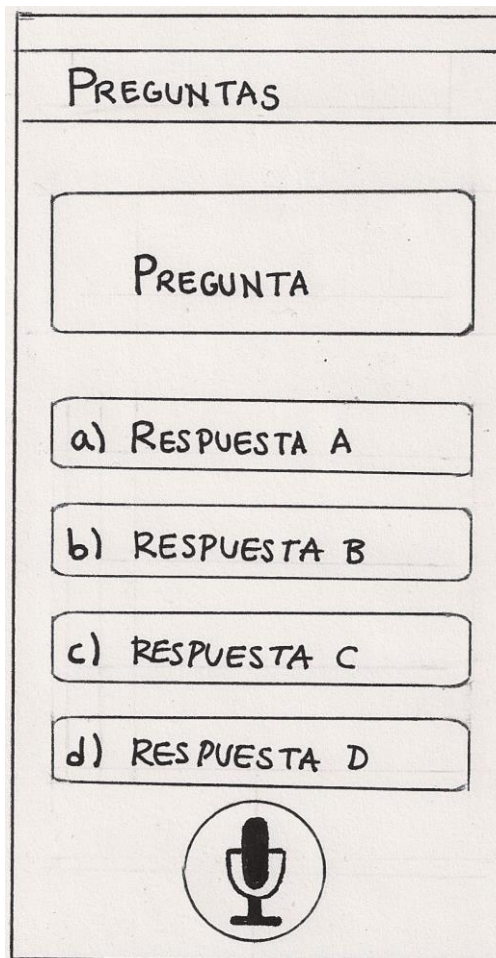 PREGUNTAS
PREGUNTA
a) RESPUESTA A
b) RESPUESTA B
c) RESPUESTA C
d) RESPUESTA D